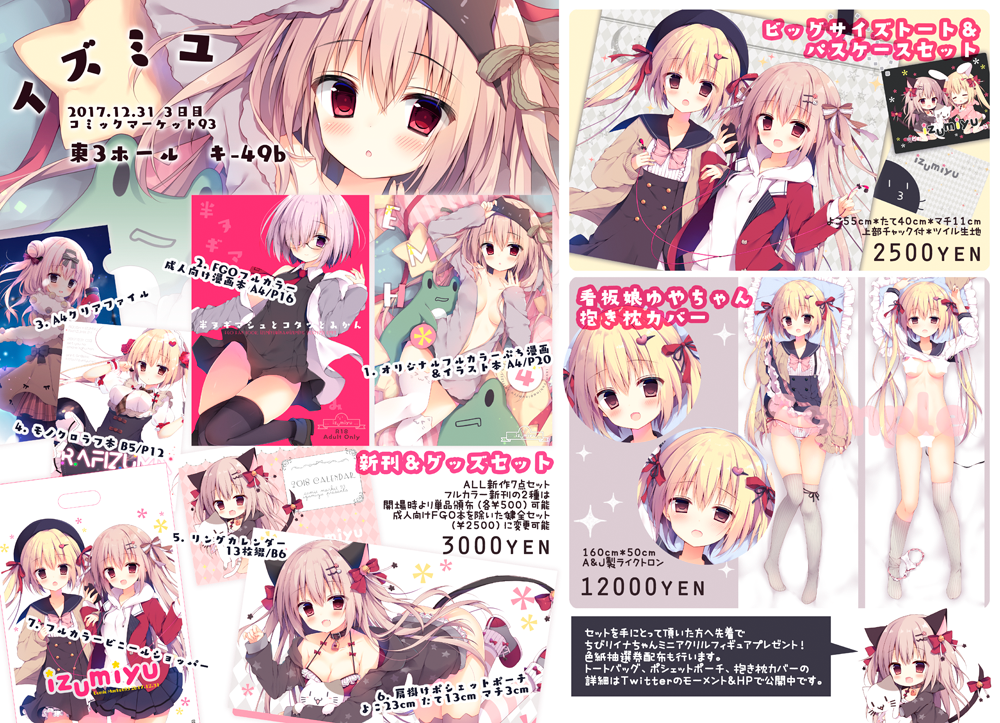 イズミユ
2017.12.31 3日目
コミックマーケット93
東3ホール キ-49b
EMH
1. オリジナルフルカラーぷち漫画
&イラスト本 A4/P20
4
2. FGOフルカラー
成人向け漫画本 A4/P16
半ヲギマシュとコタツとみかん
R18
Adult Only
3. A4クリアファイル
4. モノクロラフ本 B5/P12
新刊&グッズセット
ALL新作7点セット
フルカラー新刊の2種は
開場時より単品頒布 (各¥500) 可能
成人向けFGO本を除いた健全セット
(¥2500) に変更可能
3000YEN
2018 CALENDAR
5. リングカレンダー
13枚綴/B6
6. 肩掛けポシェットポーチ
よこ23cm たて13cm マチ3cm
7. フルカラービニールショッパー
izumiyu
ビッグサイズトート&
パスケースセット
izumiyu
izumiyu
よこ55cm*たて40cm*マチ11cm
上部チャック付*ツイル生地
2500YEN
看板娘ゆやちゃん
抱き枕カバー
160cm*50cm
A&J製ライクトロン
12000YEN
セットを手にとって頂いた方へ先着で
ちびリイナちゃんミニアクリルフィギュアプレゼント!
色紙抽選券配布も行います。
トートバッグ、ポシェットポーチ、抱き枕カバーの
詳細はTwitterのモーメント&HPで公開中です。